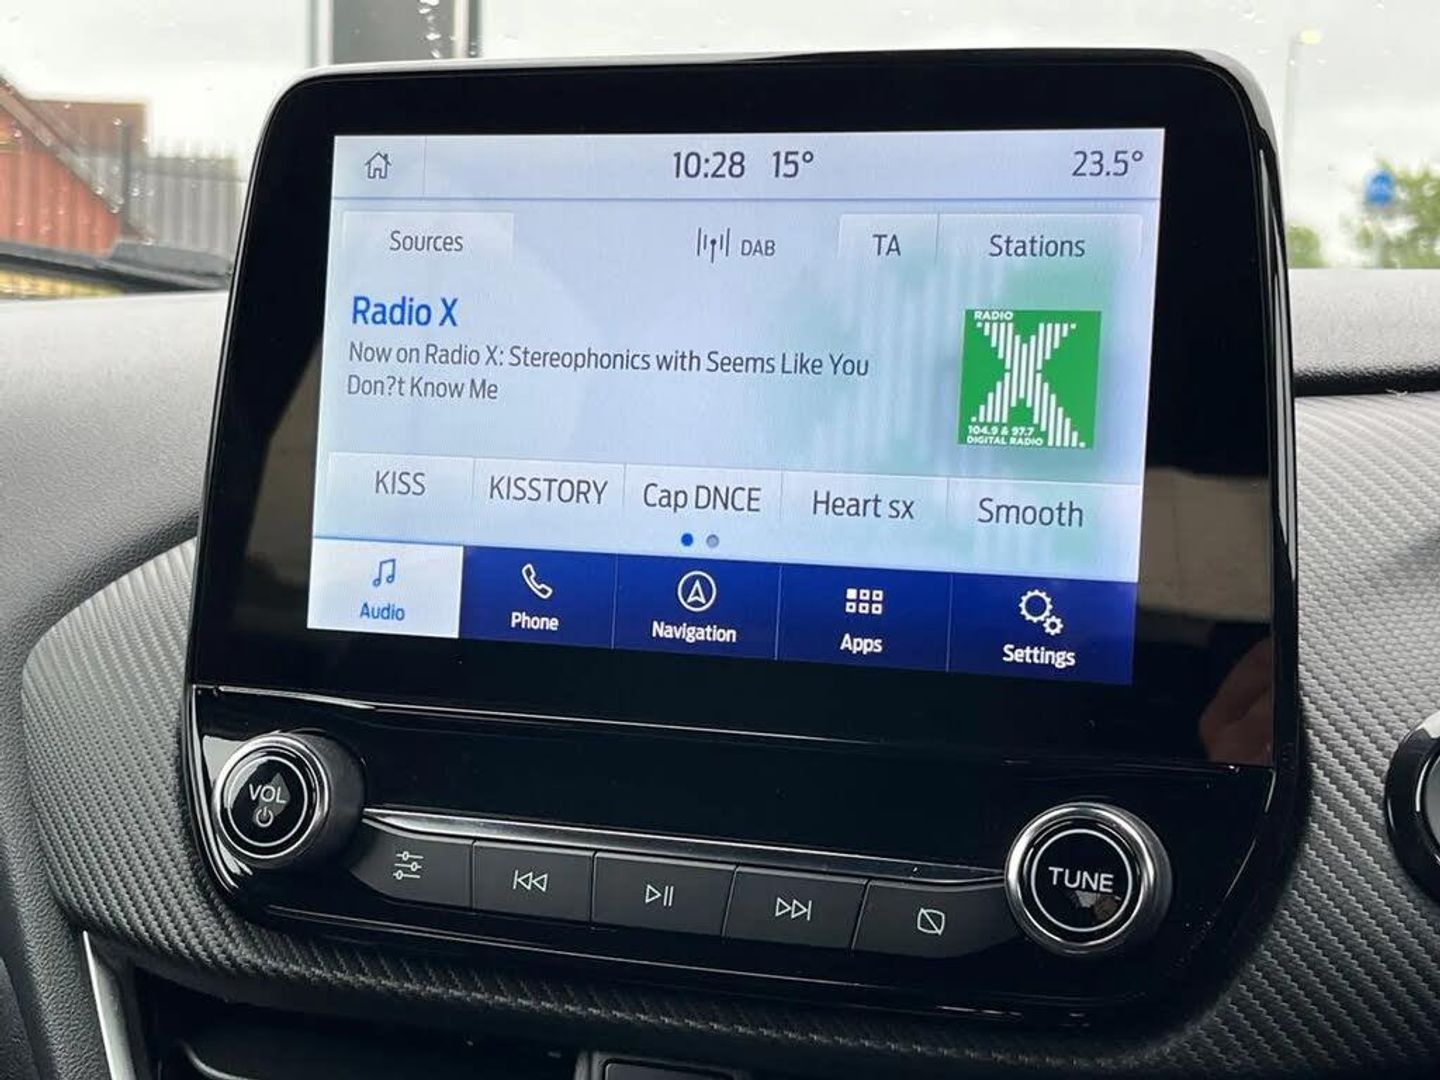 10:28 15° 23.5°
Sources DAB TA Stations
Radio X
Now on Radio X: Stereophonics with Seems Like You
Don?t Know Me
RADIO
X
104.9 & 97.7
DIGITAL RADIO
KISS KISSTORY Cap DNCE Heart sx Smooth
Audio Phone Navigation Apps Settings
VOL
TUNE